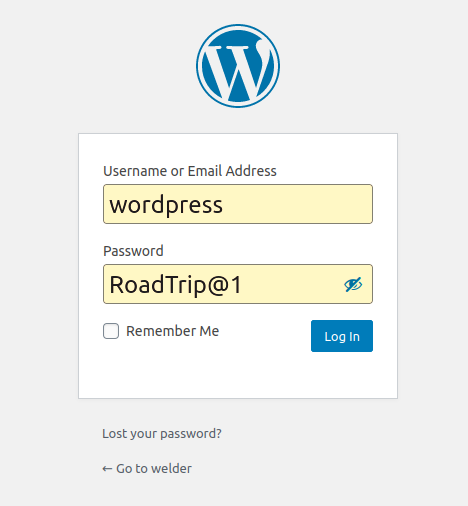 Username or Email Address
wordpress
Password
RoadTrip@1
Remember Me
Log In
Lost your password?
← Go to welder